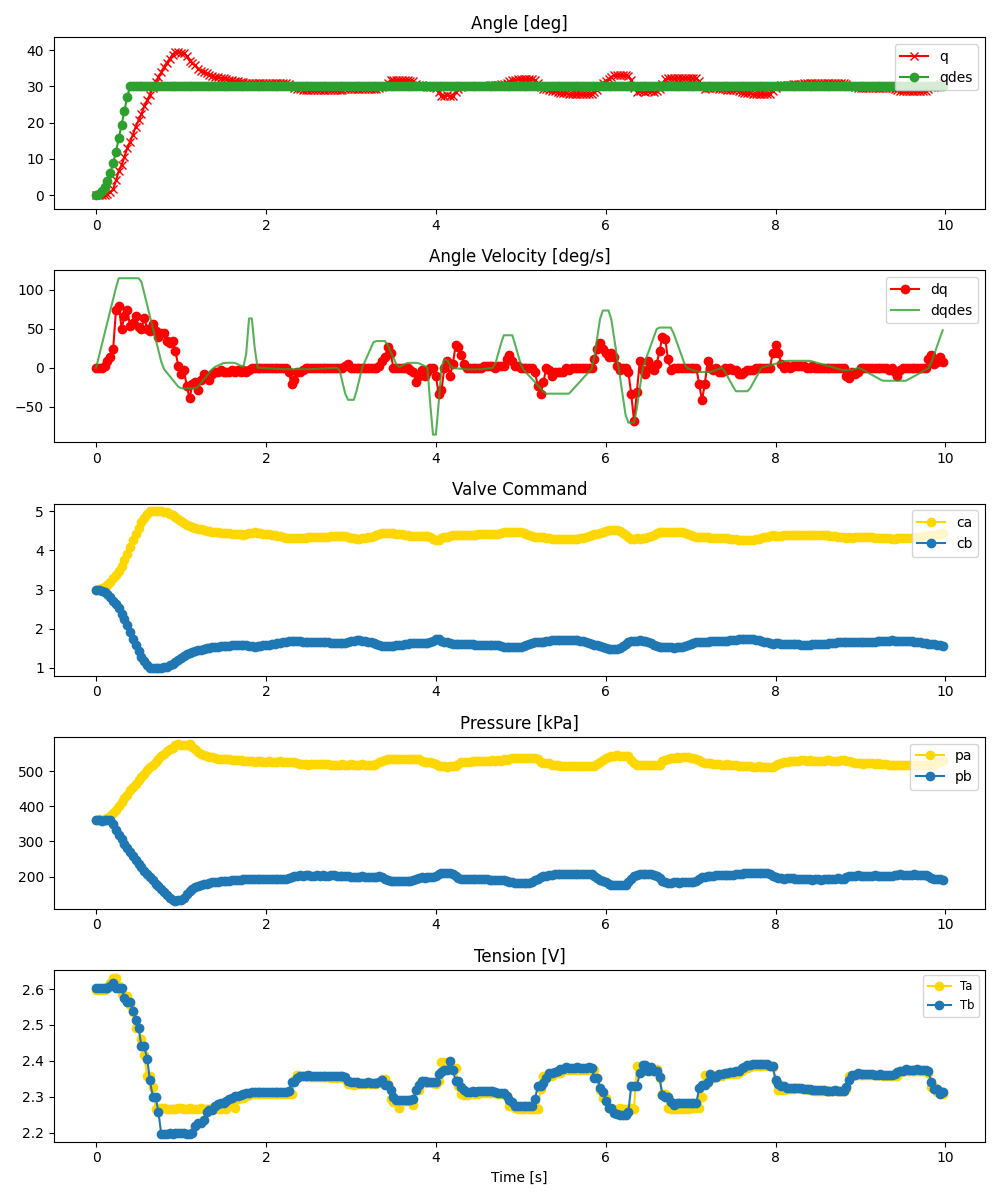 Angle [deg]
40
30
20
10
0
q
qdes
0 2 4 6 8 10
Angle Velocity [deg/s]
100
50
0
−50
dq
dqdes
0 2 4 6 8 10
Valve Command
5
4
3
2
1
ca
cb
0 2 4 6 8 10
Pressure [kPa]
500
400
300
200
pa
pb
0 2 4 6 8 10
Tension [V]
2.6
2.5
2.4
2.3
2.2
Ta
Tb
0 2 4 6 8 10
Time [s]